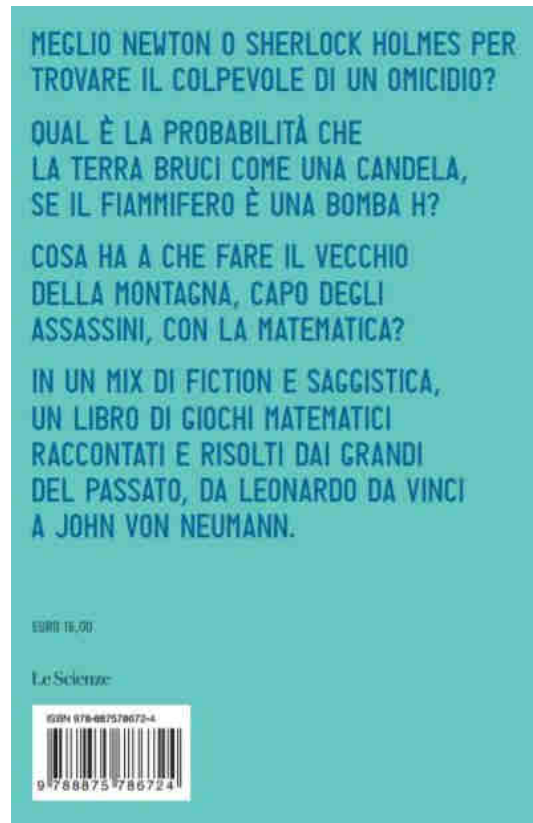 MEGLIO NEWTON O SHERLOCK HOLMES PER
TROVARE IL COLPEVOLE DI UN OMICIDIO?
QUAL È LA PROBABILITÀ CHE
LA TERRA BRUCI COME UNA CANDELA,
SE IL FIAMMIFERO È UNA BOMBA H?
COSA HA A CHE FARE IL VECCHIO
DELLA MONTAGNA, CAPO DEGLI
ASSASSINI, CON LA MATEMATICA?
IN UN MIX DI FICTION E SAGGISTICA,
UN LIBRO DI GIOCHI MATEMATICI
RACCONTATI E RISOLTI DAI GRANDI
DEL PASSATO, DA LEONARDO DA VINCI
A JOHN VON NEUMANN.
EURO 16,00
Le Scienze
ISBN 978-887578672-4
9 788875 786724